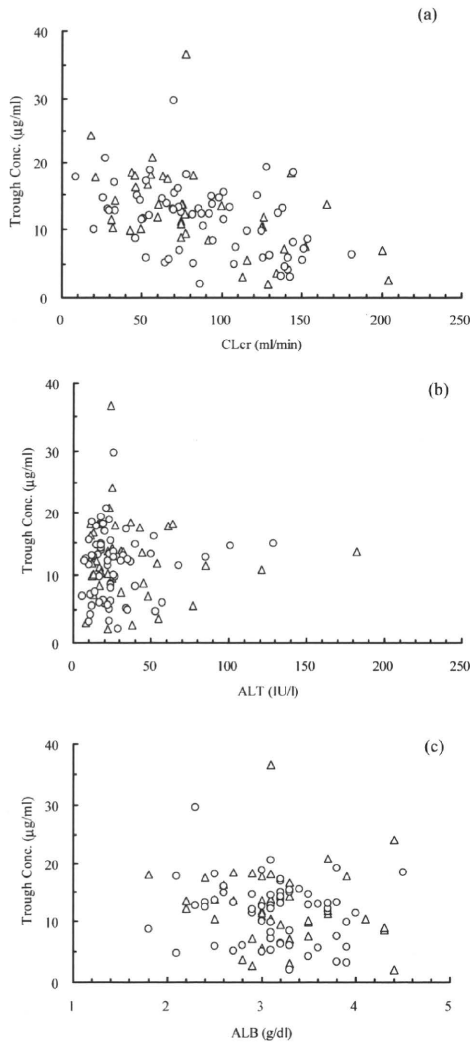 (a)
40
30
20
10
0
Trough Conc. (μg/ml)
0 50 100 150 200 250
CLcr (ml/min)
(b)
40
30
20
10
0
Trough Conc. (μg/ml)
0 50 100 150 200 250
ALT (IU/l)
(c)
40
30
20
10
0
Trough Conc. (μg/ml)
1 2 3 4 5
ALB (g/dl)